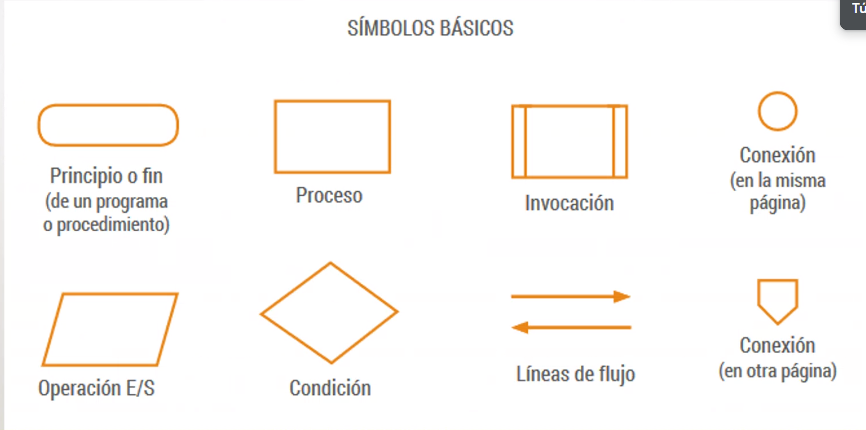 Tú
SÍMBOLOS BÁSICOS
Principio o fin
(de un programa
o procedimiento)
Proceso
Invocación
Conexión
(en la misma
página)
Operación E/S
Condición
Líneas de flujo
Conexión
(en otra página)